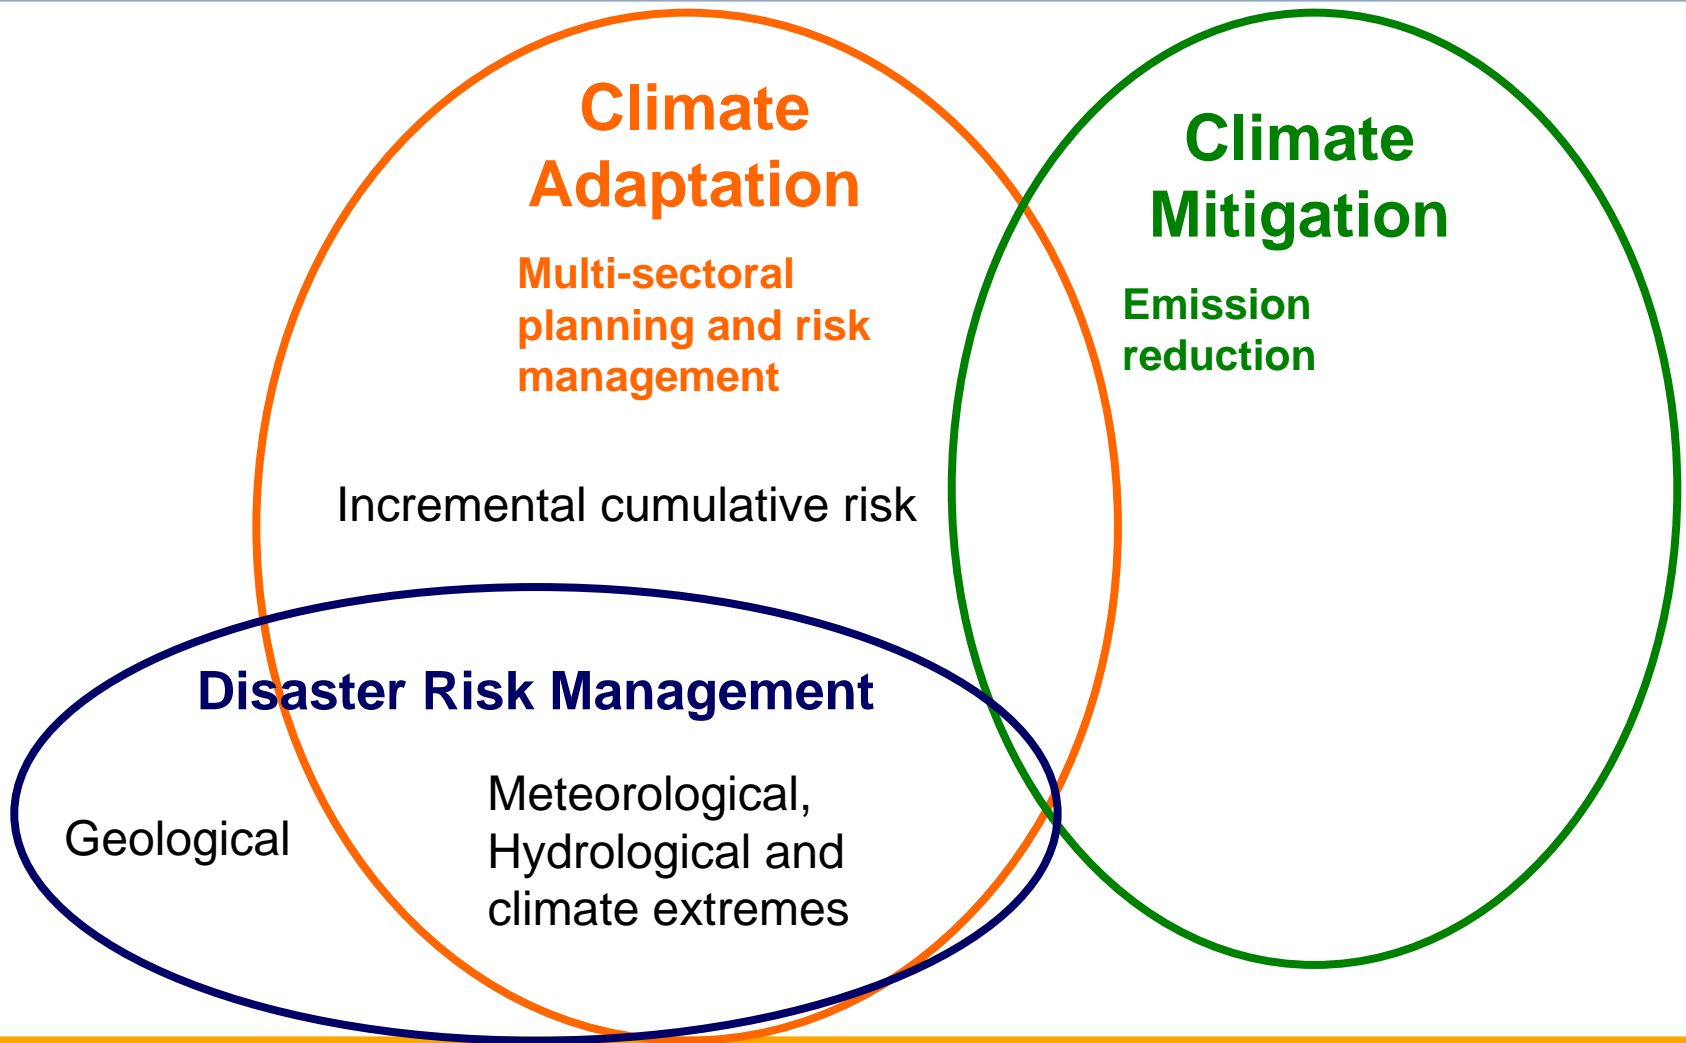 Climate
Adaptation
Multi-sectoral
planning and risk
management
Climate
Mitigation
Emission
reduction
Incremental cumulative risk
Disaster Risk Management
Geological
Meteorological,
Hydrological and
climate extremes